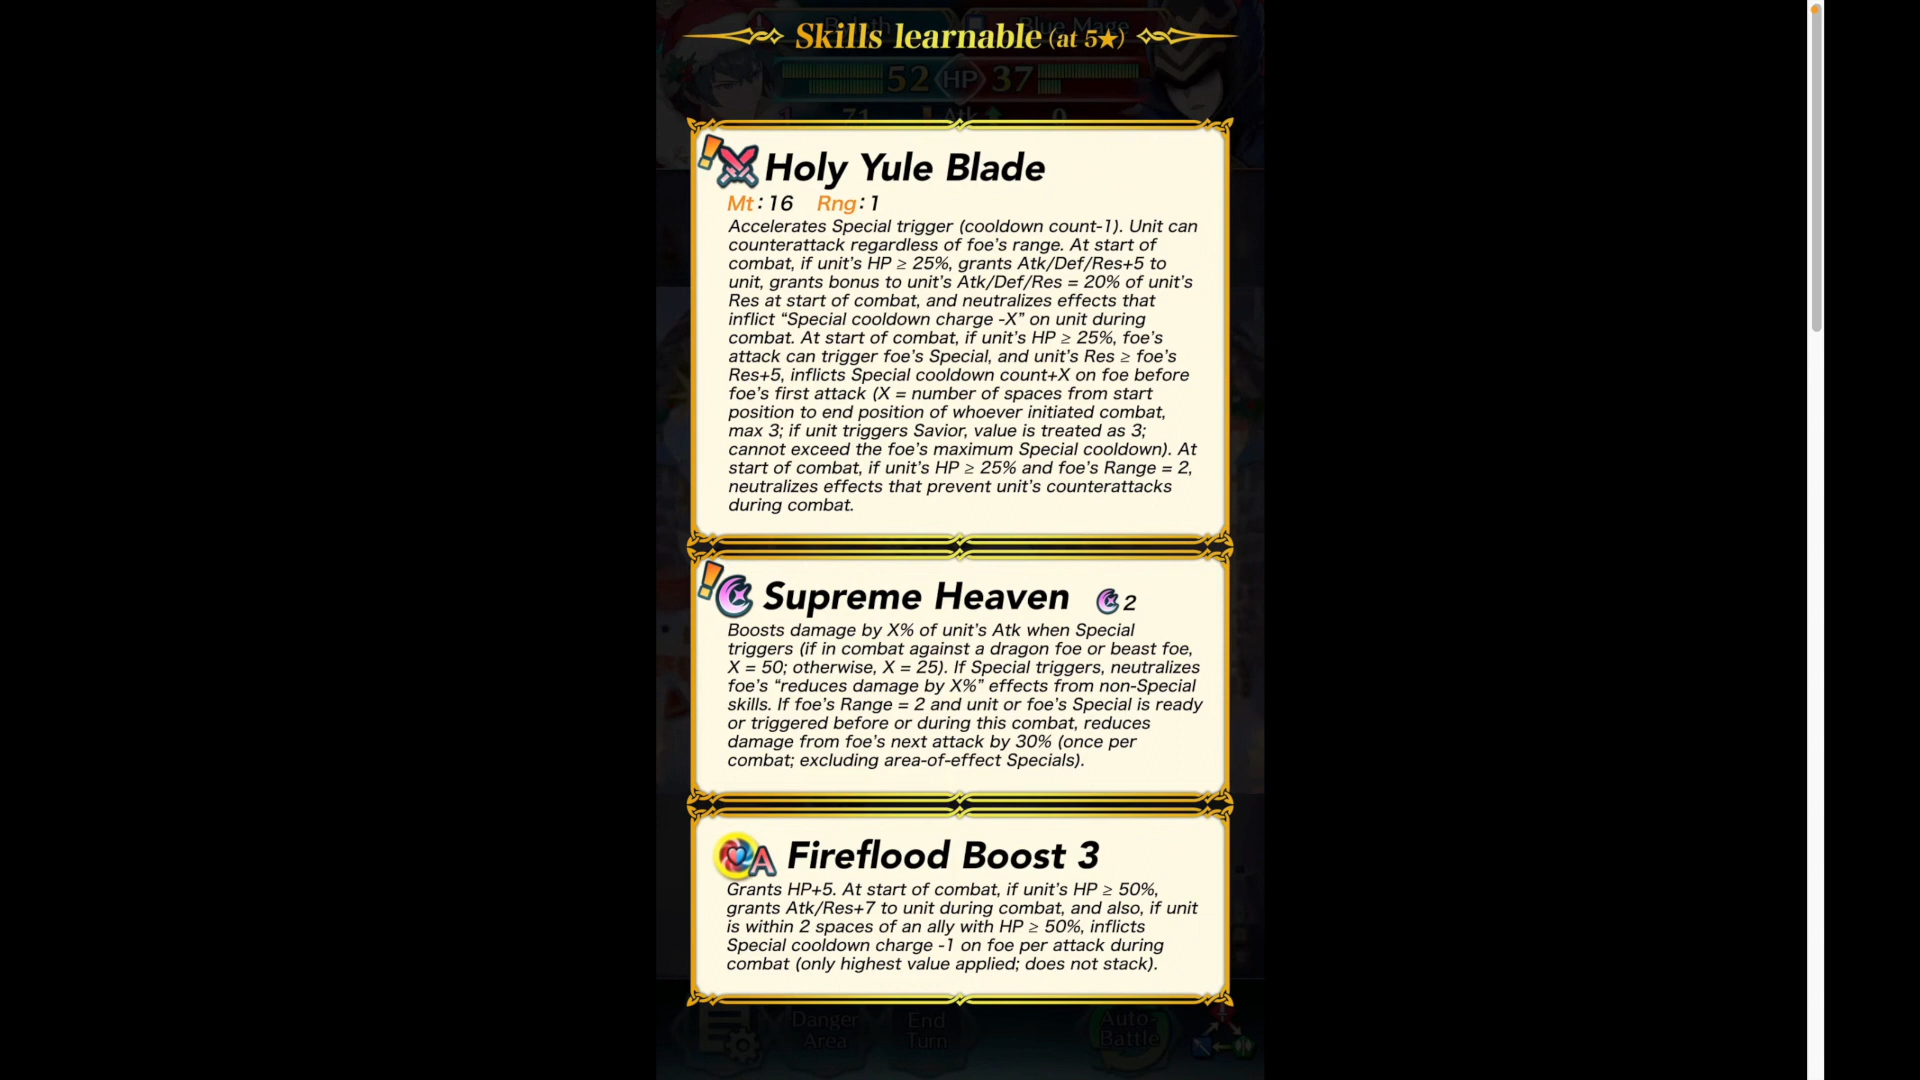 Blue Mage
Skills learnable (at 5★)
52 HP 37
71 Atk 0
Holy Yule Blade
Mt:16 Rng:1
Accelerates Special trigger (cooldown count-1). Unit can
counterattack regardless of foe's range. At start of
combat, if unit's HP ≥ 25%, grants Atk/Def/Res+5 to
unit, grants bonus to unit's Atk/Def/Res = 20% of unit's
Res at start of combat, and neutralizes effects that
inflict “Special cooldown charge -X” on unit during
combat. At start of combat, if unit's HP ≥ 25%, foe's
attack can trigger foe's Special, and unit's Res ≥ foe's
Res+5, inflicts Special cooldown count+X on foe before
foe's first attack (X = number of spaces from start
position to end position of whoever initiated combat,
max 3; if unit triggers Savior, value is treated as 3;
cannot exceed the foe's maximum Special cooldown). At
start of combat, if unit's HP ≥ 25% and foe's Range = 2,
neutralizes effects that prevent unit's counterattacks
during combat.
Supreme Heaven 2
Boosts damage by X% of unit's Atk when Special
triggers (if in combat against a dragon foe or beast foe,
X = 50; otherwise, X = 25). If Special triggers, neutralizes
foe's “reduces damage by X%” effects from non-Special
skills. If foe's Range = 2 and unit or foe's Special is ready
or triggered before or during this combat, reduces
damage from foe's next attack by 30% (once per
combat; excluding area-of-effect Specials).
A Fireflood Boost 3
Grants HP+5. At start of combat, if unit's HP ≥ 50%,
grants Atk/Res+7 to unit during combat, and also, if unit
is within 2 spaces of an ally with HP ≥ 50%, inflicts
Special cooldown charge -1 on foe per attack during
combat (only highest value applied; does not stack).
Danger
Area
End
Turn
Auto-
Battle